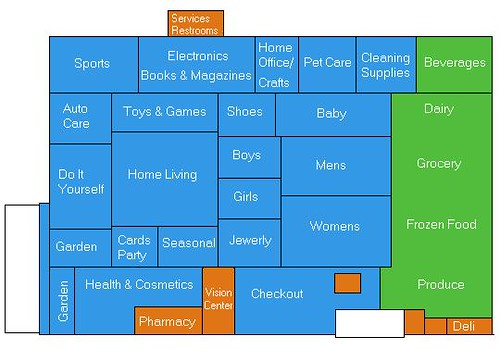 Services
Restrooms
Sports
Electronics
Books & Magazines
Home
Office/
Crafts
Pet Care
Cleaning
Supplies
Beverages
Auto
Care
Toys & Games
Shoes
Baby
Dairy
Do It
Yourself
Home Living
Boys
Mens
Grocery
Girls
Womens
Frozen Food
Garden
Cards
Party
Seasonal
Jewerly
Garden
Health & Cosmetics
Vision
Center
Checkout
Produce
Pharmacy
Deli